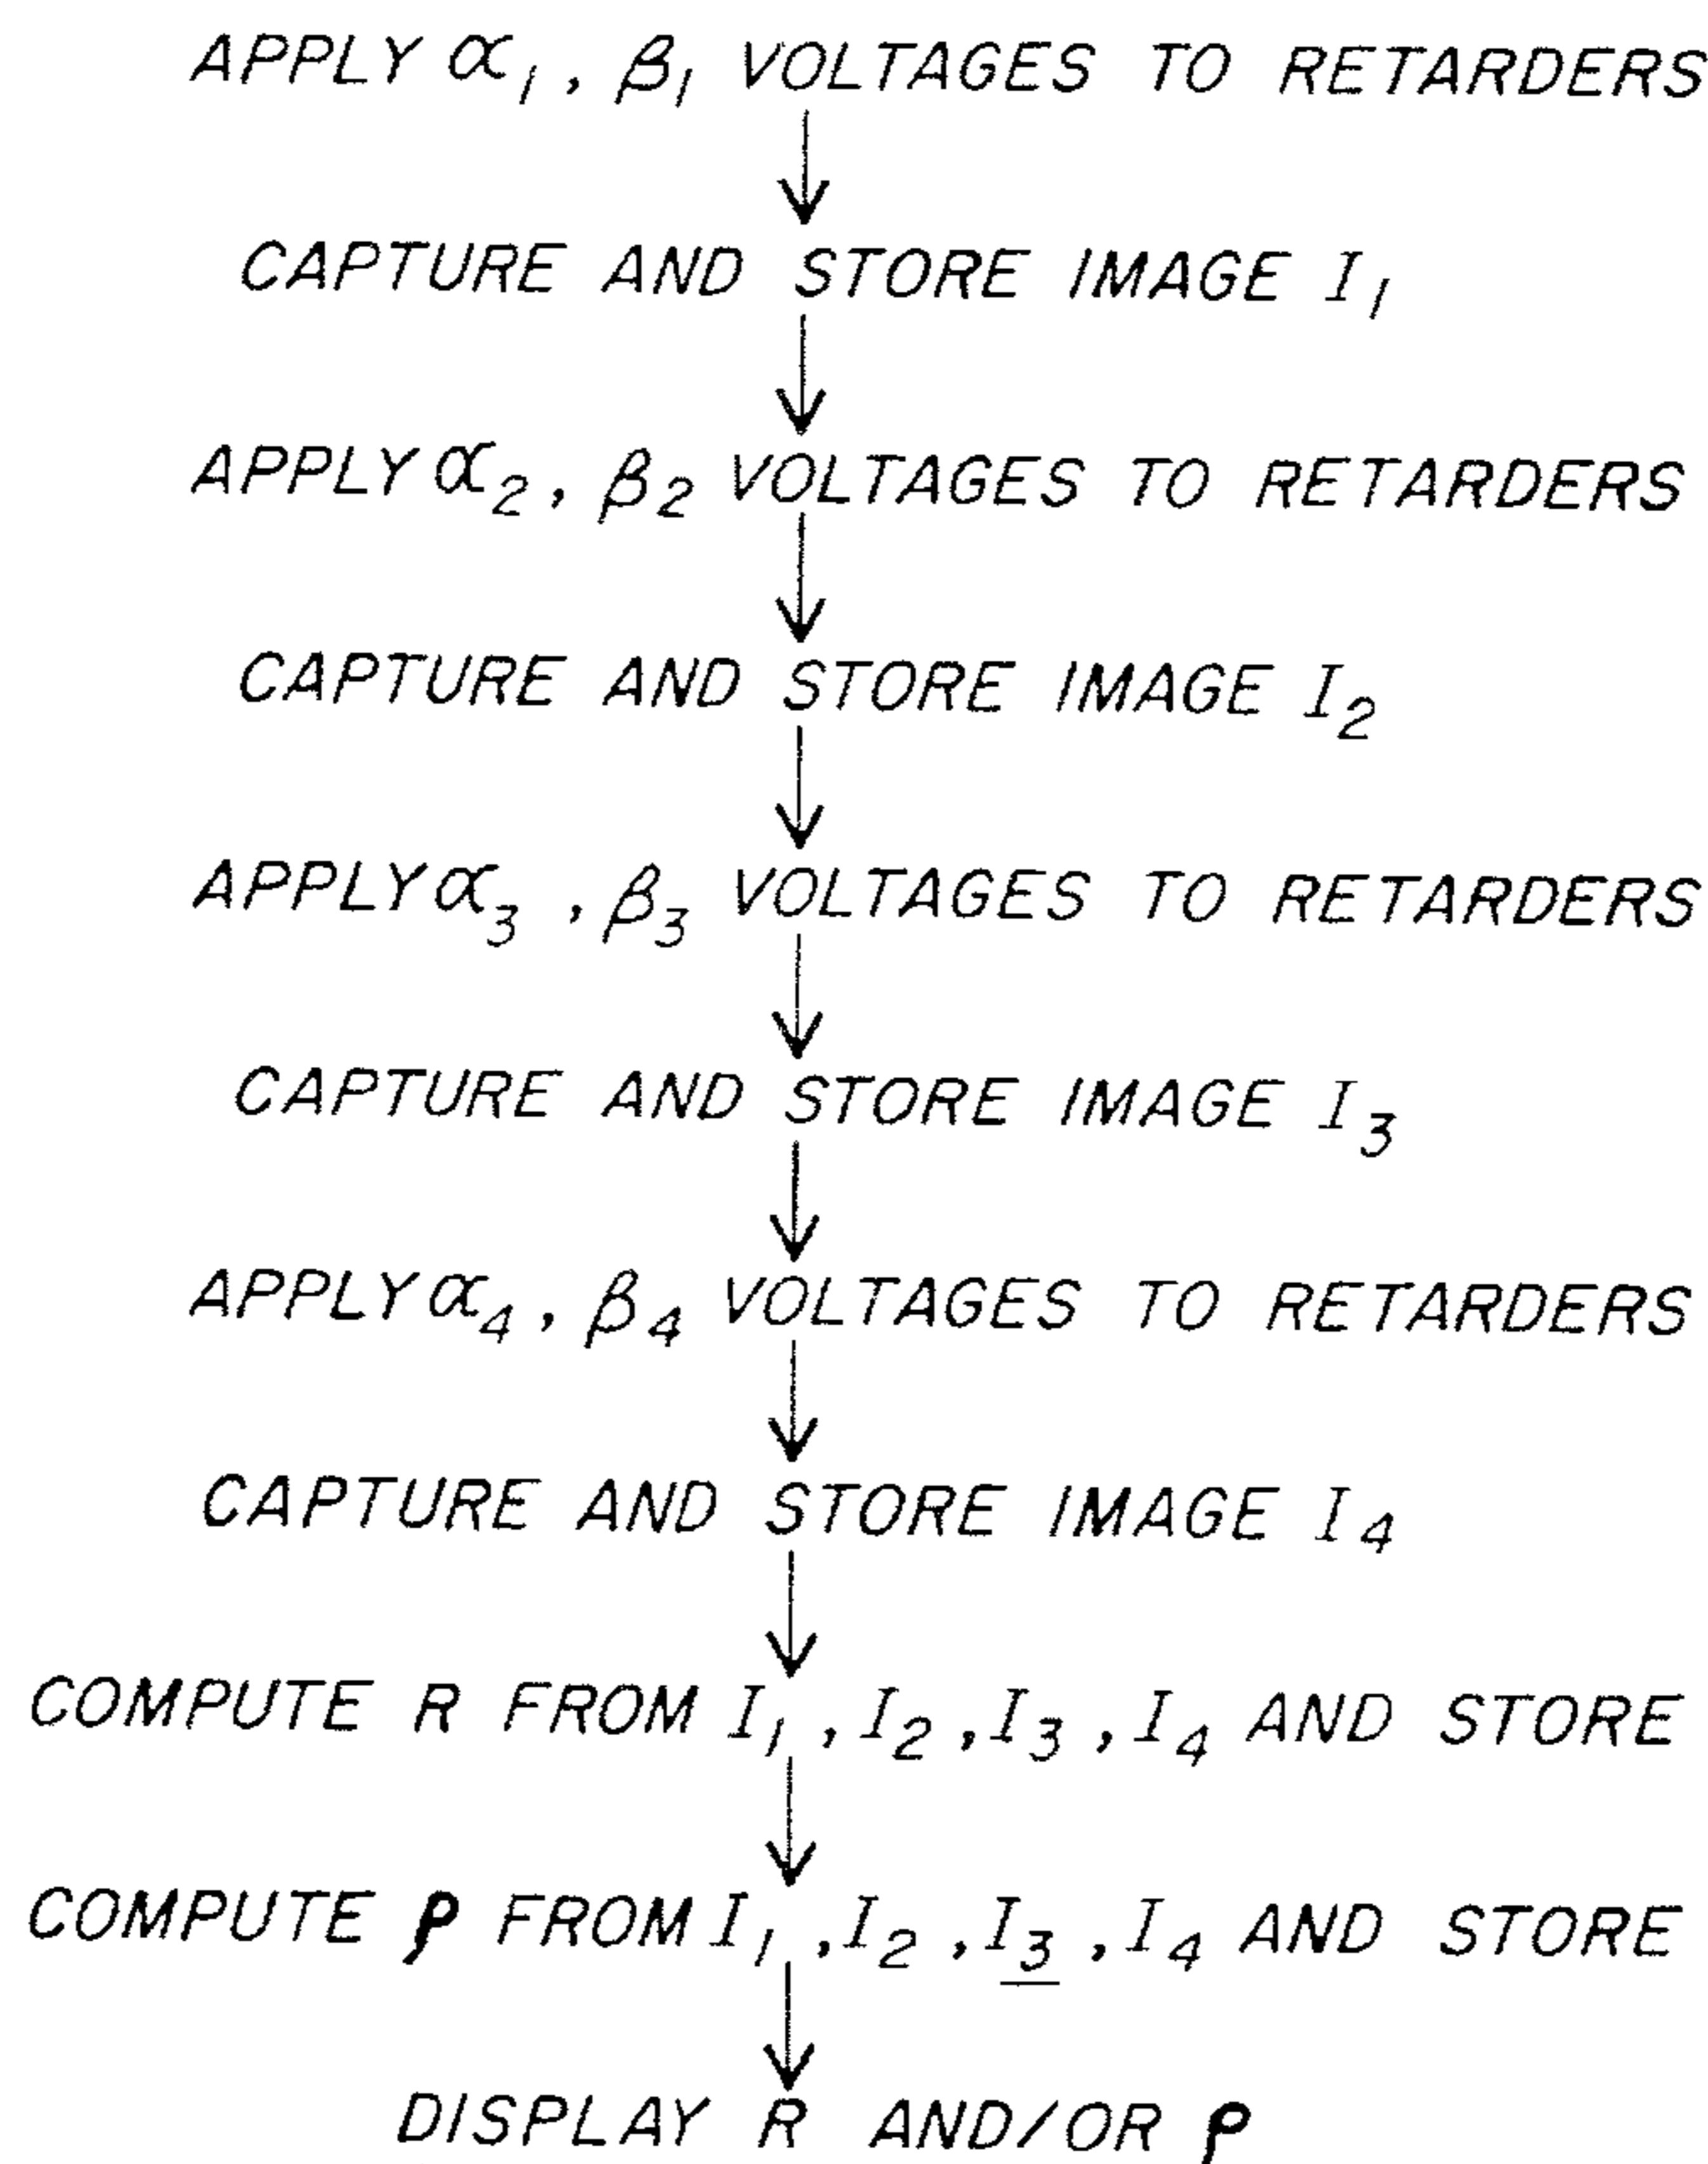 APPLY α₁, β₁ VOLTAGES TO RETARDERS
CAPTURE AND STORE IMAGE I₁
APPLY α₂, β₂ VOLTAGES TO RETARDERS
CAPTURE AND STORE IMAGE I₂
APPLY α₃, β₃ VOLTAGES TO RETARDERS
CAPTURE AND STORE IMAGE I₃
APPLY α₄, β₄ VOLTAGES TO RETARDERS
CAPTURE AND STORE IMAGE I₄
COMPUTE R FROM I₁, I₂, I₃, I₄ AND STORE
COMPUTE ρ FROM I₁, I₂, I₃, I₄ AND STORE
DISPLAY R AND/OR ρ